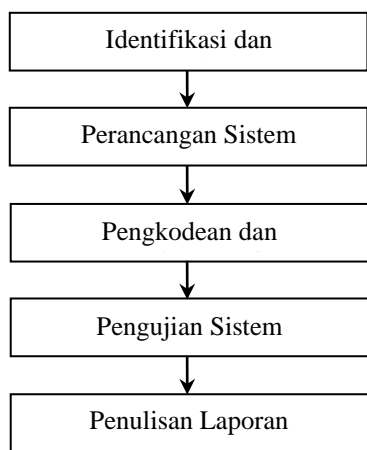 Identifikasi dan
Perancangan Sistem
Pengkodean dan
Pengujian Sistem
Penulisan Laporan